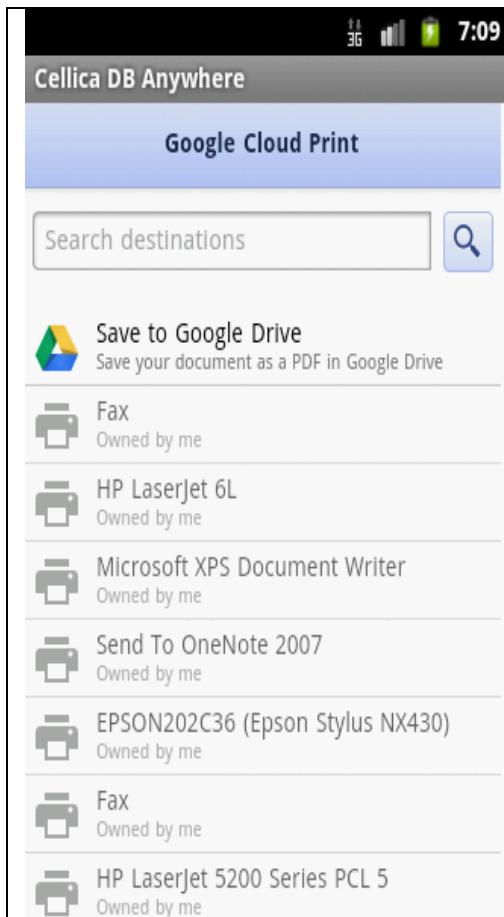 3G 7:09
Cellica DB Anywhere
Google Cloud Print
Search destinations
Save to Google Drive
Save your document as a PDF in Google Drive
Fax
Owned by me
HP LaserJet 6L
Owned by me
Microsoft XPS Document Writer
Owned by me
Send To OneNote 2007
Owned by me
EPSON202C36 (Epson Stylus NX430)
Owned by me
Fax
Owned by me
HP LaserJet 5200 Series PCL 5
Owned by me